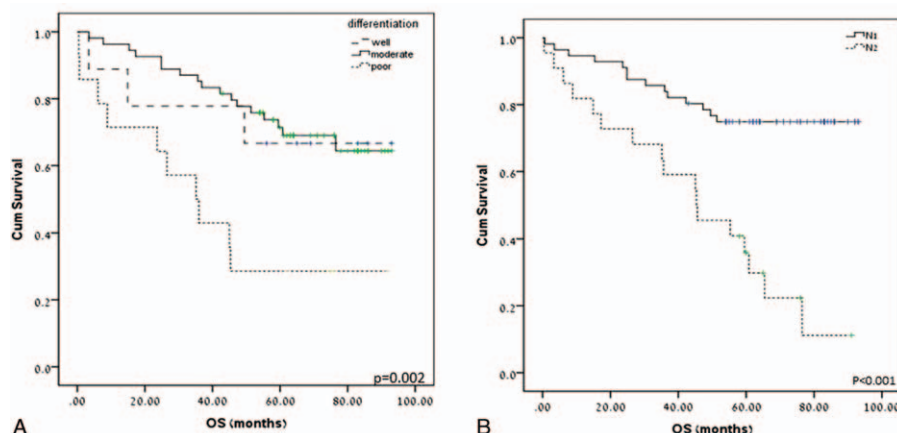 differentiation
well
moderate
poor
Cum Survival
1.0
0.8
0.6
0.4
0.2
0.0
.00 20.00 40.00 60.00 80.00 100.00
OS (months)
p=0.002
A
N1
N2
Cum Survival
1.0
0.8
0.6
0.4
0.2
0.0
.00 20.00 40.00 60.00 80.00 100.00
OS (months)
P<0.001
B